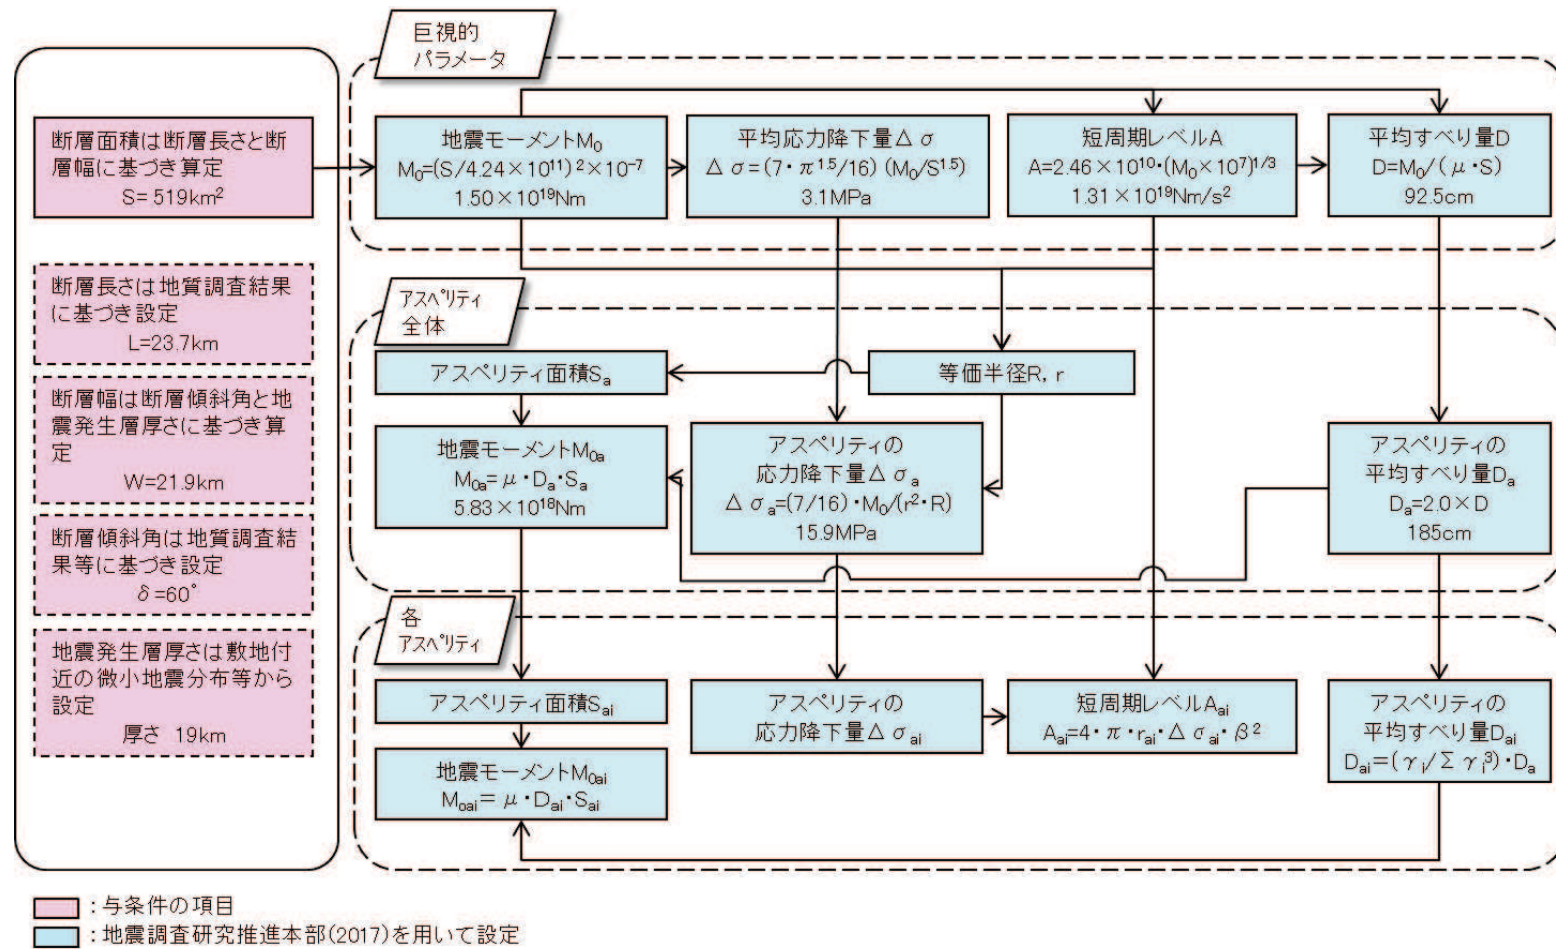 巨視的
パラメータ
断層面積は断層長さと断
層幅に基づき算定
S= 519km²
地震モーメントM₀
M₀=(S/4.24×10¹¹)²×10⁻⁷
1.50×10¹⁹Nm
平均応力降下量Δσ
Δσ=(7・π¹·⁵/16)(M₀/S¹·⁵)
3.1MPa
短周期レベルA
A=2.46×10¹⁰・(M₀×10⁷)¹/³
1.31×10¹⁹Nm/s²
平均すべり量D
D=M₀/(μ・S)
92.5cm
断層長さは地質調査結果
に基づき設定
L=23.7km
断層幅は断層傾斜角と地
震発生層厚さに基づき算
定
W=21.9km
断層傾斜角は地質調査結
果等に基づき設定
δ=60°
地震発生層厚さは敷地付
近の微小地震分布等から
設定
厚さ 19km
アスペリティ
全体
アスペリティ面積Sₐ
等価半径R, r
地震モーメントM₀ₐ
M₀ₐ=μ・Dₐ・Sₐ
5.83×10¹⁸Nm
アスペリティの
応力降下量Δσₐ
Δσₐ=(7/16)・M₀/(r²・R)
15.9MPa
アスペリティの
平均すべり量Dₐ
Dₐ=2.0×D
185cm
各
アスペリティ
アスペリティ面積Sₐᵢ
地震モーメントM₀ₐᵢ
Mₒₐᵢ=μ・Dₐᵢ・Sₐᵢ
アスペリティの
応力降下量Δσₐᵢ
短周期レベルAₐᵢ
Aₐᵢ=4・π・rₐᵢ・Δσₐᵢ・β²
アスペリティの
平均すべり量Dₐᵢ
Dₐᵢ=(γᵢ/Σγᵢ³)・Dₐ
:与条件の項目
:地震調査研究推進本部(2017)を用いて設定